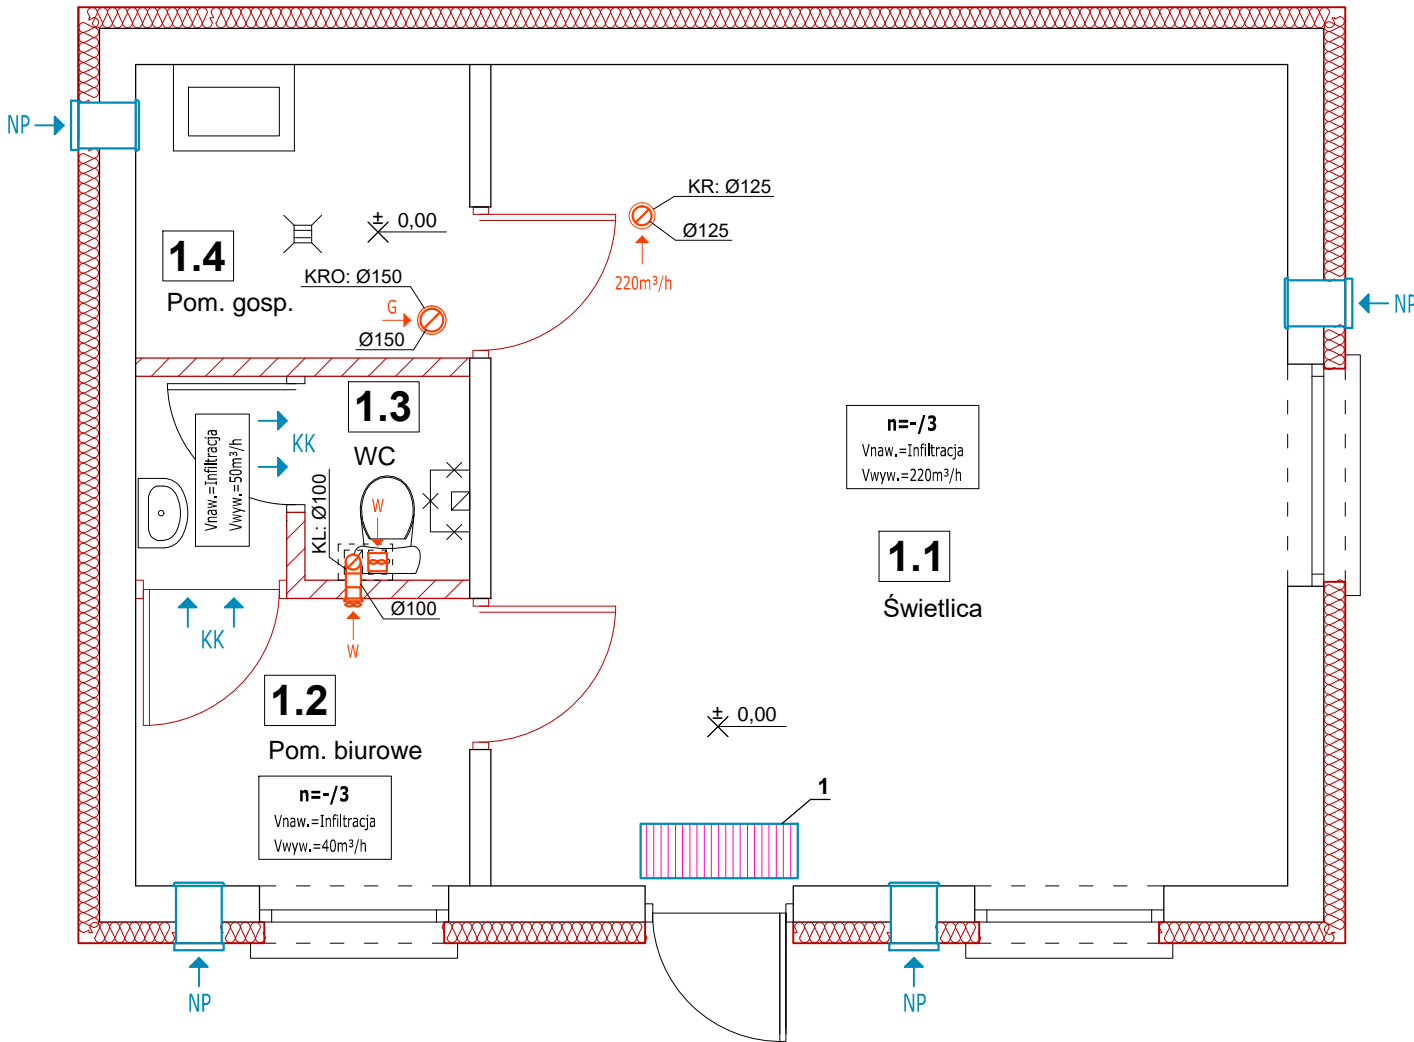 NP
KR: Ø125
± 0,00
Ø125
1.4
KRO: Ø150
220m³/h
Pom. gosp.
G
NP
Ø150
1.3
n=-/3
Vnaw.=Infiltracja
Vwyw.=220m³/h
Vnaw.=Infiltracja
Vwyw.=50m³/h
KK
WC
KL: Ø100
W
1.1
Świetlica
Ø100
KK
W
1.2
± 0,00
Pom. biurowe
n=-/3
Vnaw.=Infiltracja
Vwyw.=40m³/h
1
NP
NP